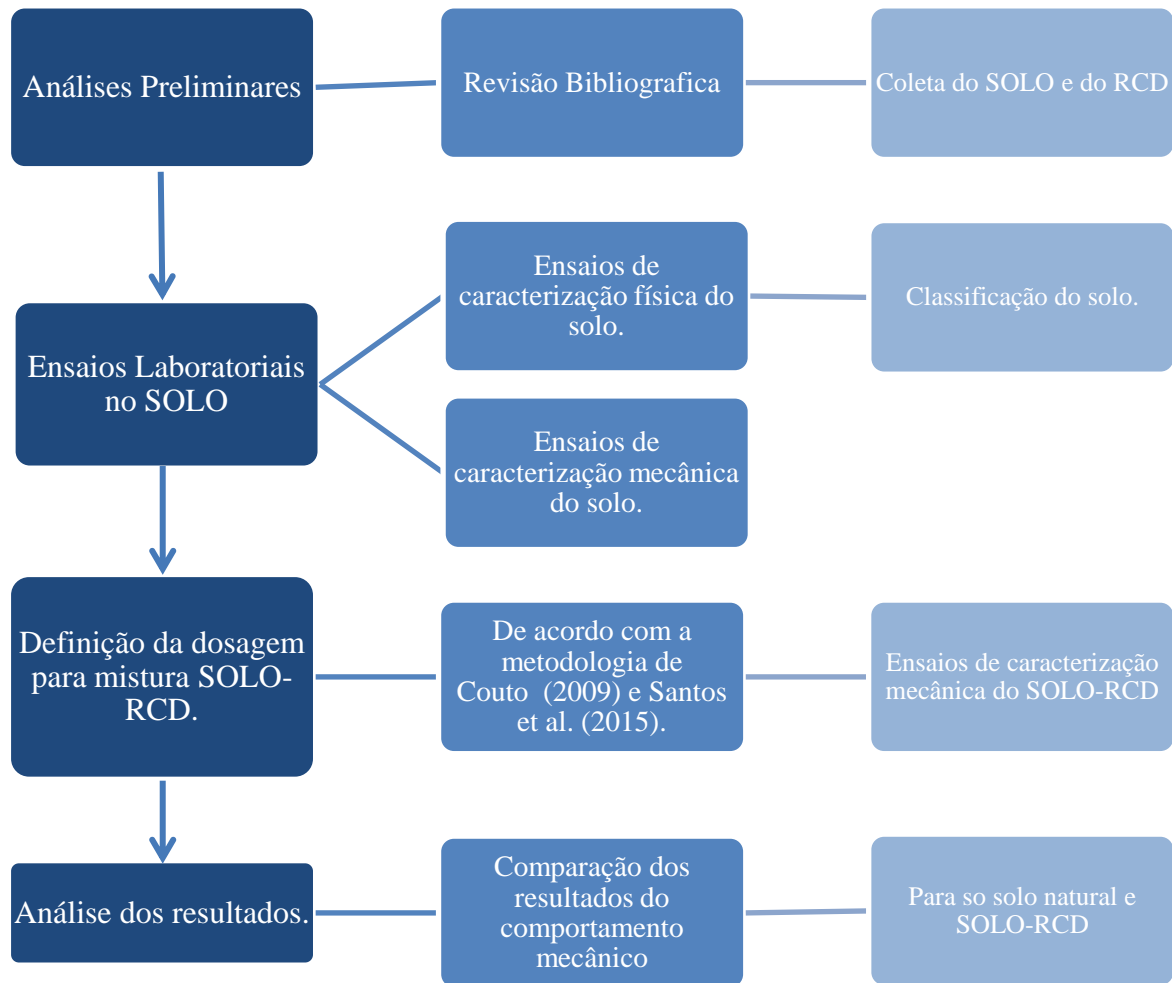 Análises Preliminares
Revisão Bibliografica
Coleta do SOLO e do RCD
Ensaios Laboratoriais
no SOLO
Ensaios de
caracterização física do
solo.
Classificação do solo.
Ensaios de
caracterização mecânica
do solo.
Definição da dosagem
para mistura SOLO-
RCD.
De acordo com a
metodologia de
Couto (2009) e Santos
et al. (2015).
Ensaios de caracterização
mecânica do SOLO-RCD
Análise dos resultados.
Comparação dos
resultados do
comportamento
mecânico
Para so solo natural e
SOLO-RCD